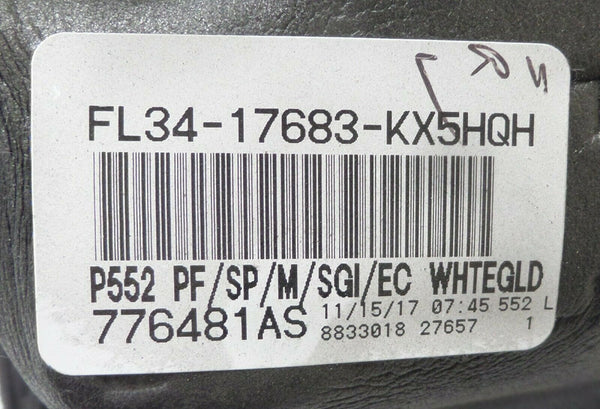 FL34-17683-KX5HQH
P552 PF/SP/M/SGI/EC WHTEGLD
776481AS 11/15/17 07:45 552 L
8833018 27657 1